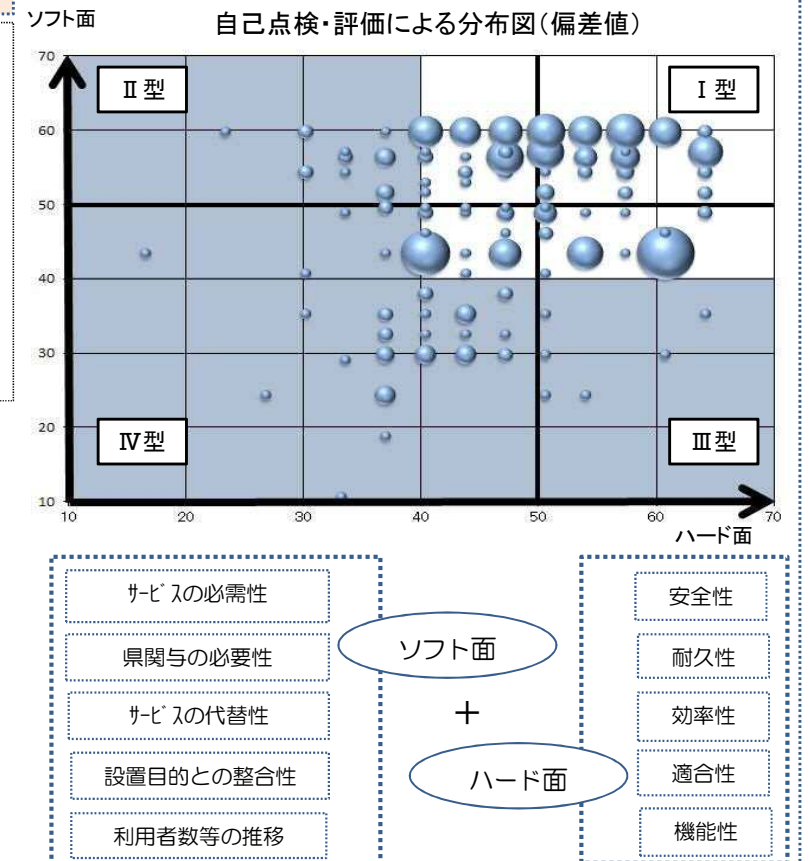 ソフト面
自己点検・評価による分布図(偏差値)
70
Ⅱ型
Ⅰ型
60
50
40
30
20
Ⅳ型
Ⅲ型
10
10 20 30 40 50 60 70
ハード面
ｻｰﾋﾞｽの必需性
県関与の必要性
ｻｰﾋﾞｽの代替性
設置目的との整合性
利用者数等の推移
ソフト面
+
ハード面
安全性
耐久性
効率性
適合性
機能性